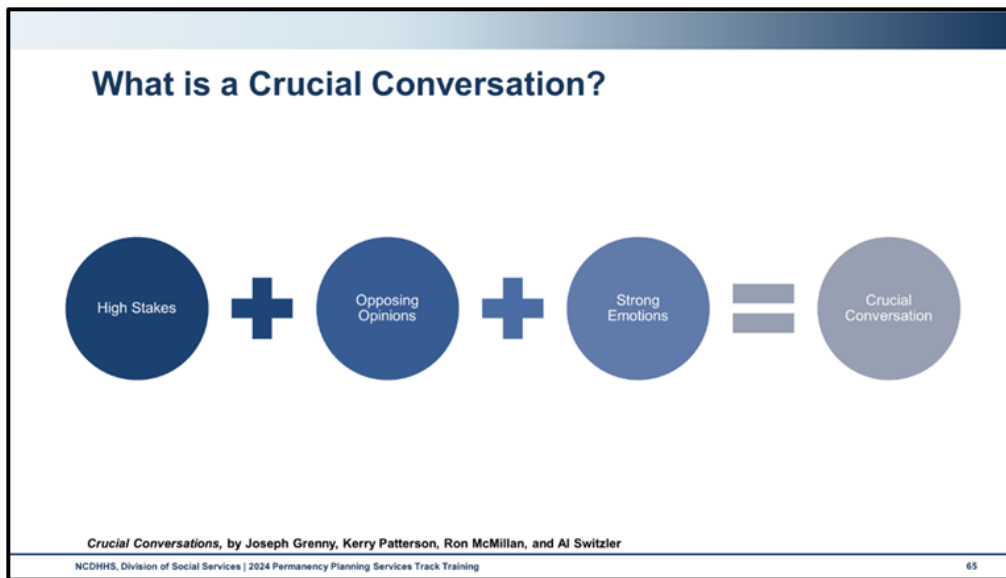 What is a Crucial Conversation?
High Stakes
Opposing
Opinions
Strong
Emotions
Crucial
Conversation
Crucial Conversations, by Joseph Grenny, Kerry Patterson, Ron McMillan, and Al Switzler
NCDHHS, Division of Social Services | 2024 Permanency Planning Services Track Training 65